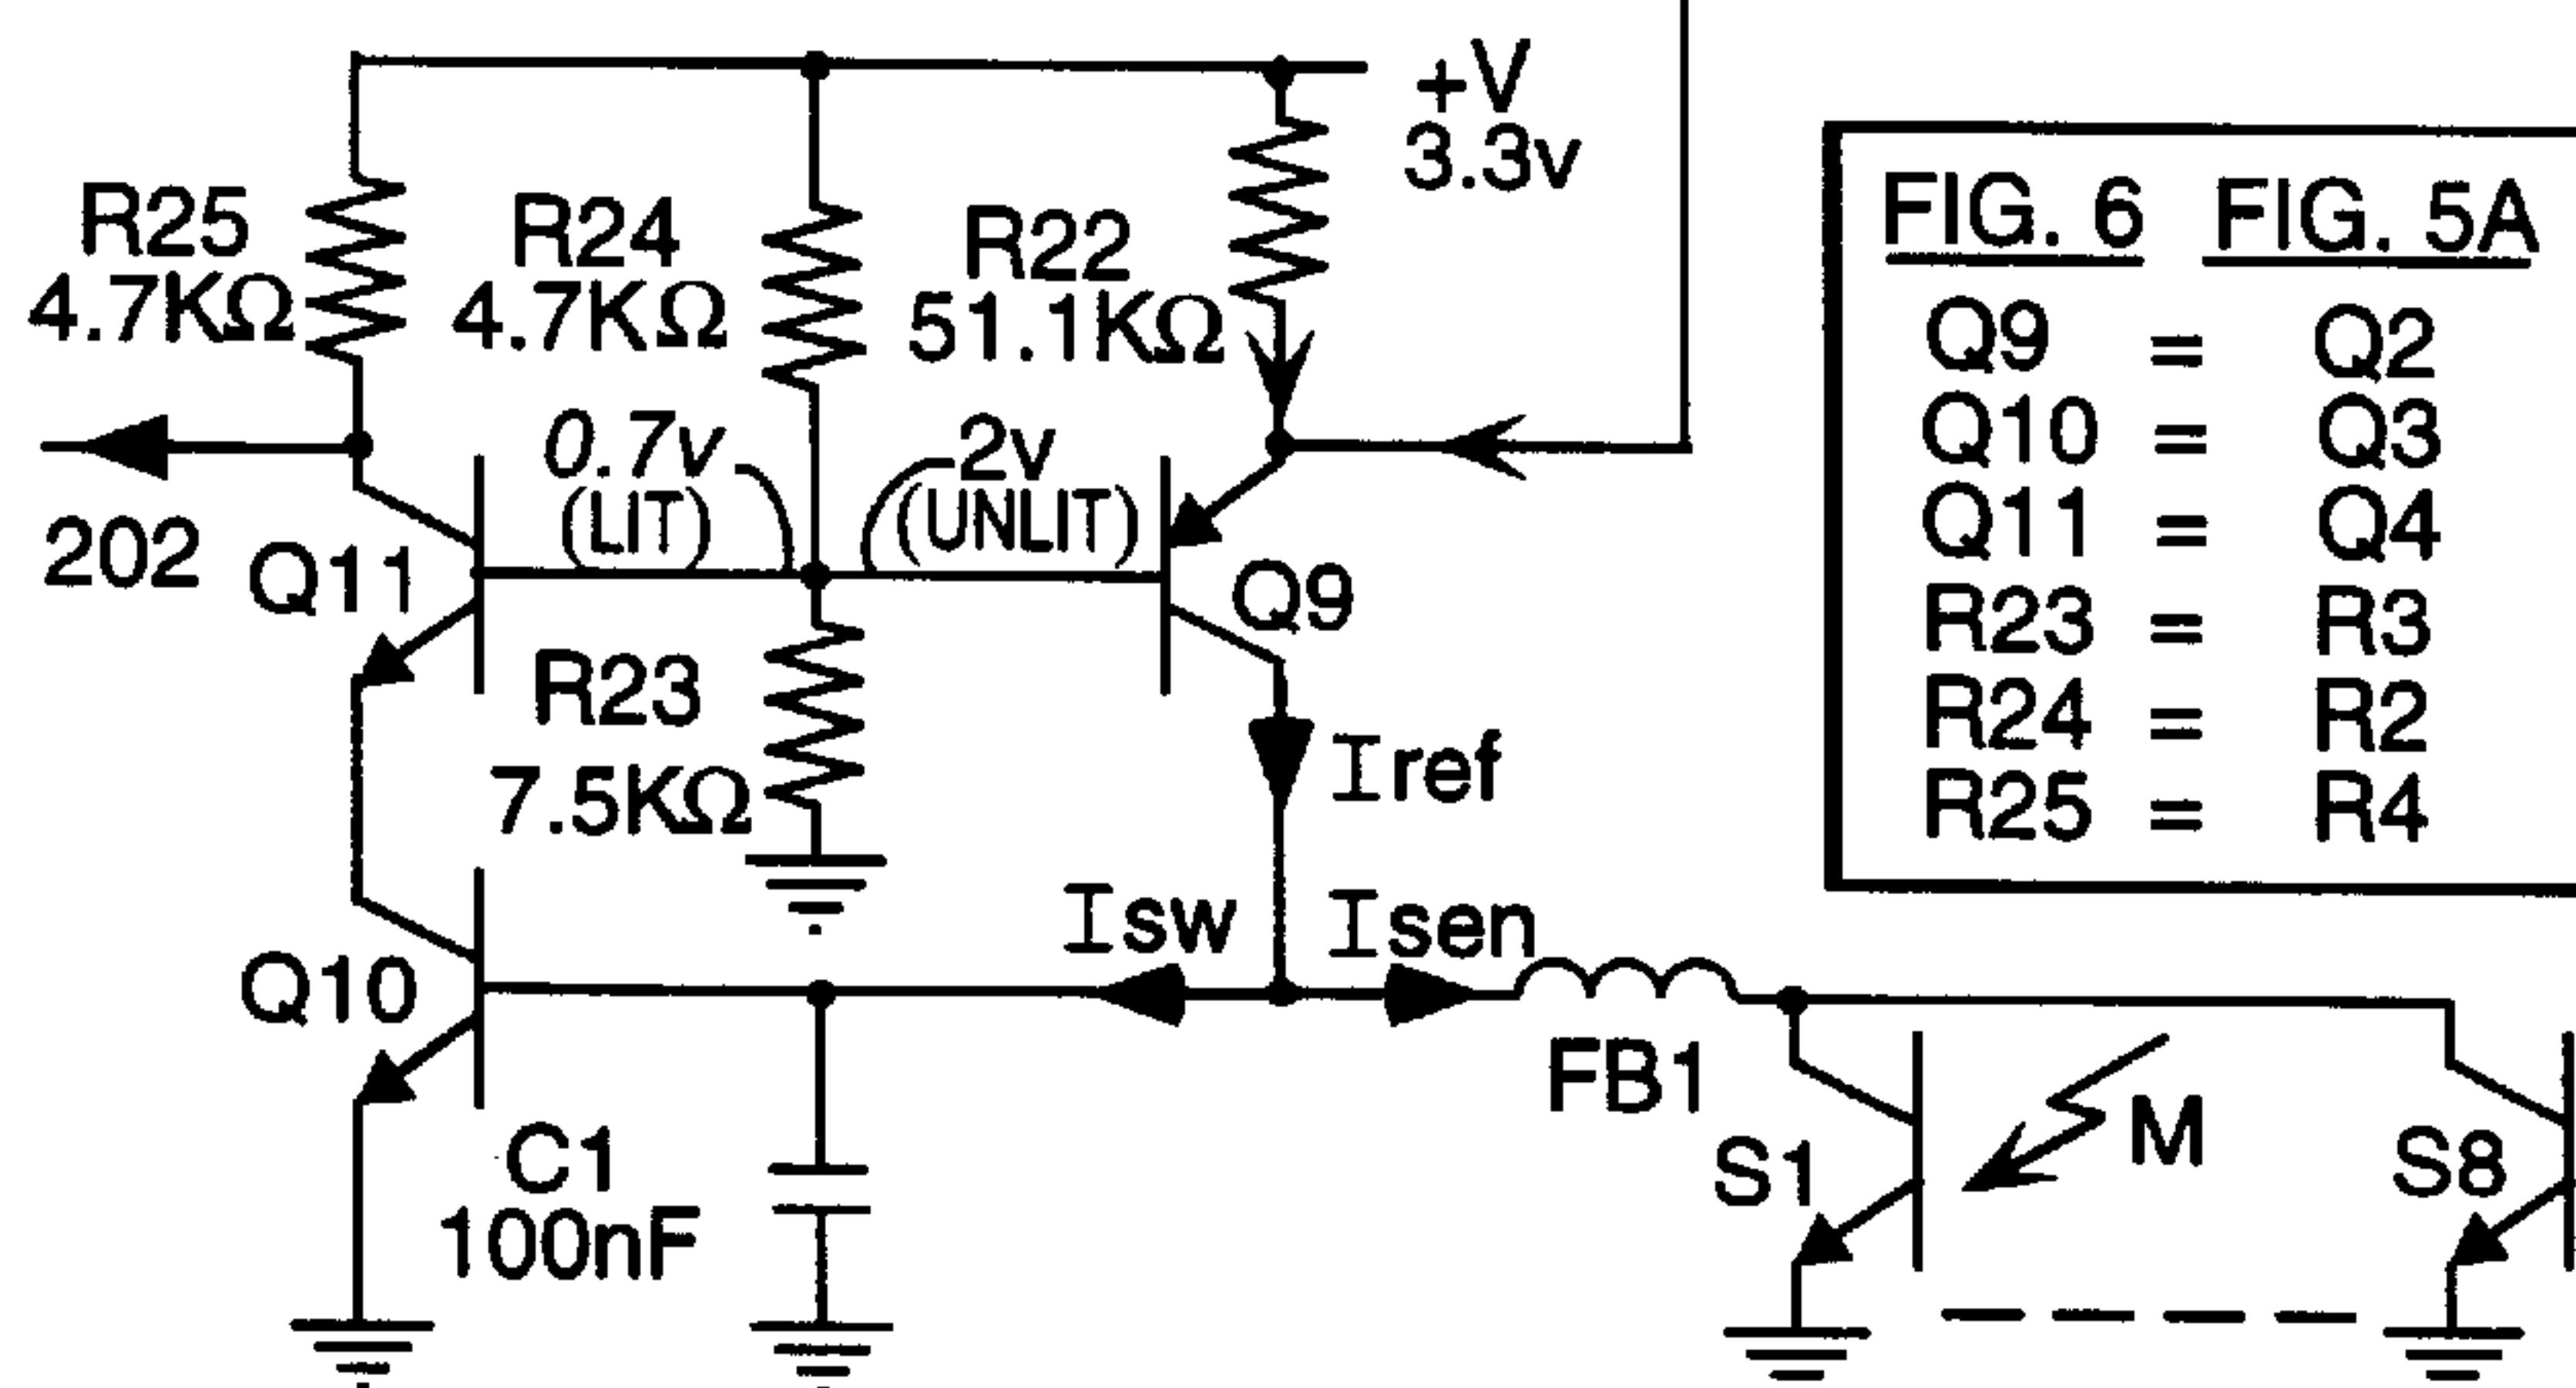 +V
3.3v
R25
4.7KΩ
R24
4.7KΩ
R22
51.1KΩ
0.7v
(LIT)
2v
(UNLIT)
202
Q11
Q9
R23
7.5KΩ
Iref
Isw
Isen
Q10
C1
100nF
FB1
S1
M
S8
FIG. 6 FIG. 5A
Q9 = Q2
Q10 = Q3
Q11 = Q4
R23 = R3
R24 = R2
R25 = R4